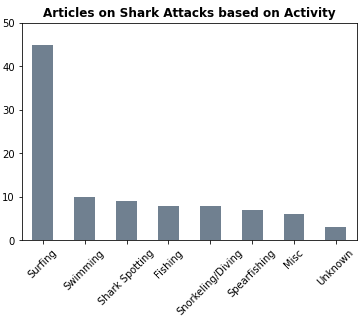 Articles on Shark Attacks based on Activity
50
40
30
20
10
0
Surfing
Swimming
Shark Spotting
Fishing
Snorkeling/Diving
Spearfishing
Misc
Unknown